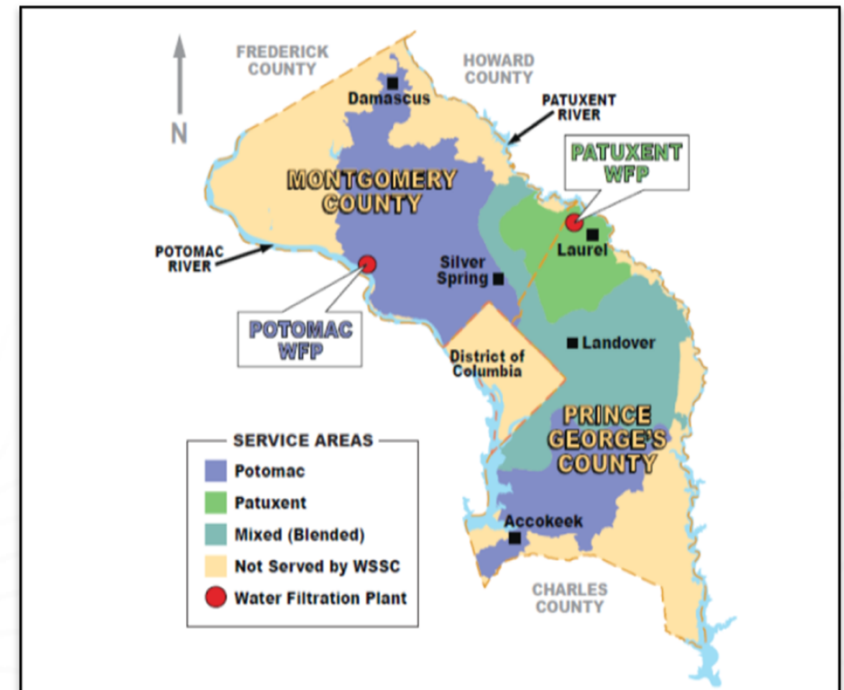 FREDERICK
COUNTY
HOWARD
COUNTY
N
Damascus
PATUXENT
RIVER
PATUXENT
WFP
MONTGOMERY
COUNTY
Laurel
POTOMAC
RIVER
Silver
Spring
POTOMAC
WFP
Landover
District of
Columbia
PRINCE
GEORGE'S
COUNTY
SERVICE AREAS
Potomac
Patuxent
Mixed (Blended)
Not Served by WSSC
Water Filtration Plant
Accokeek
CHARLES
COUNTY